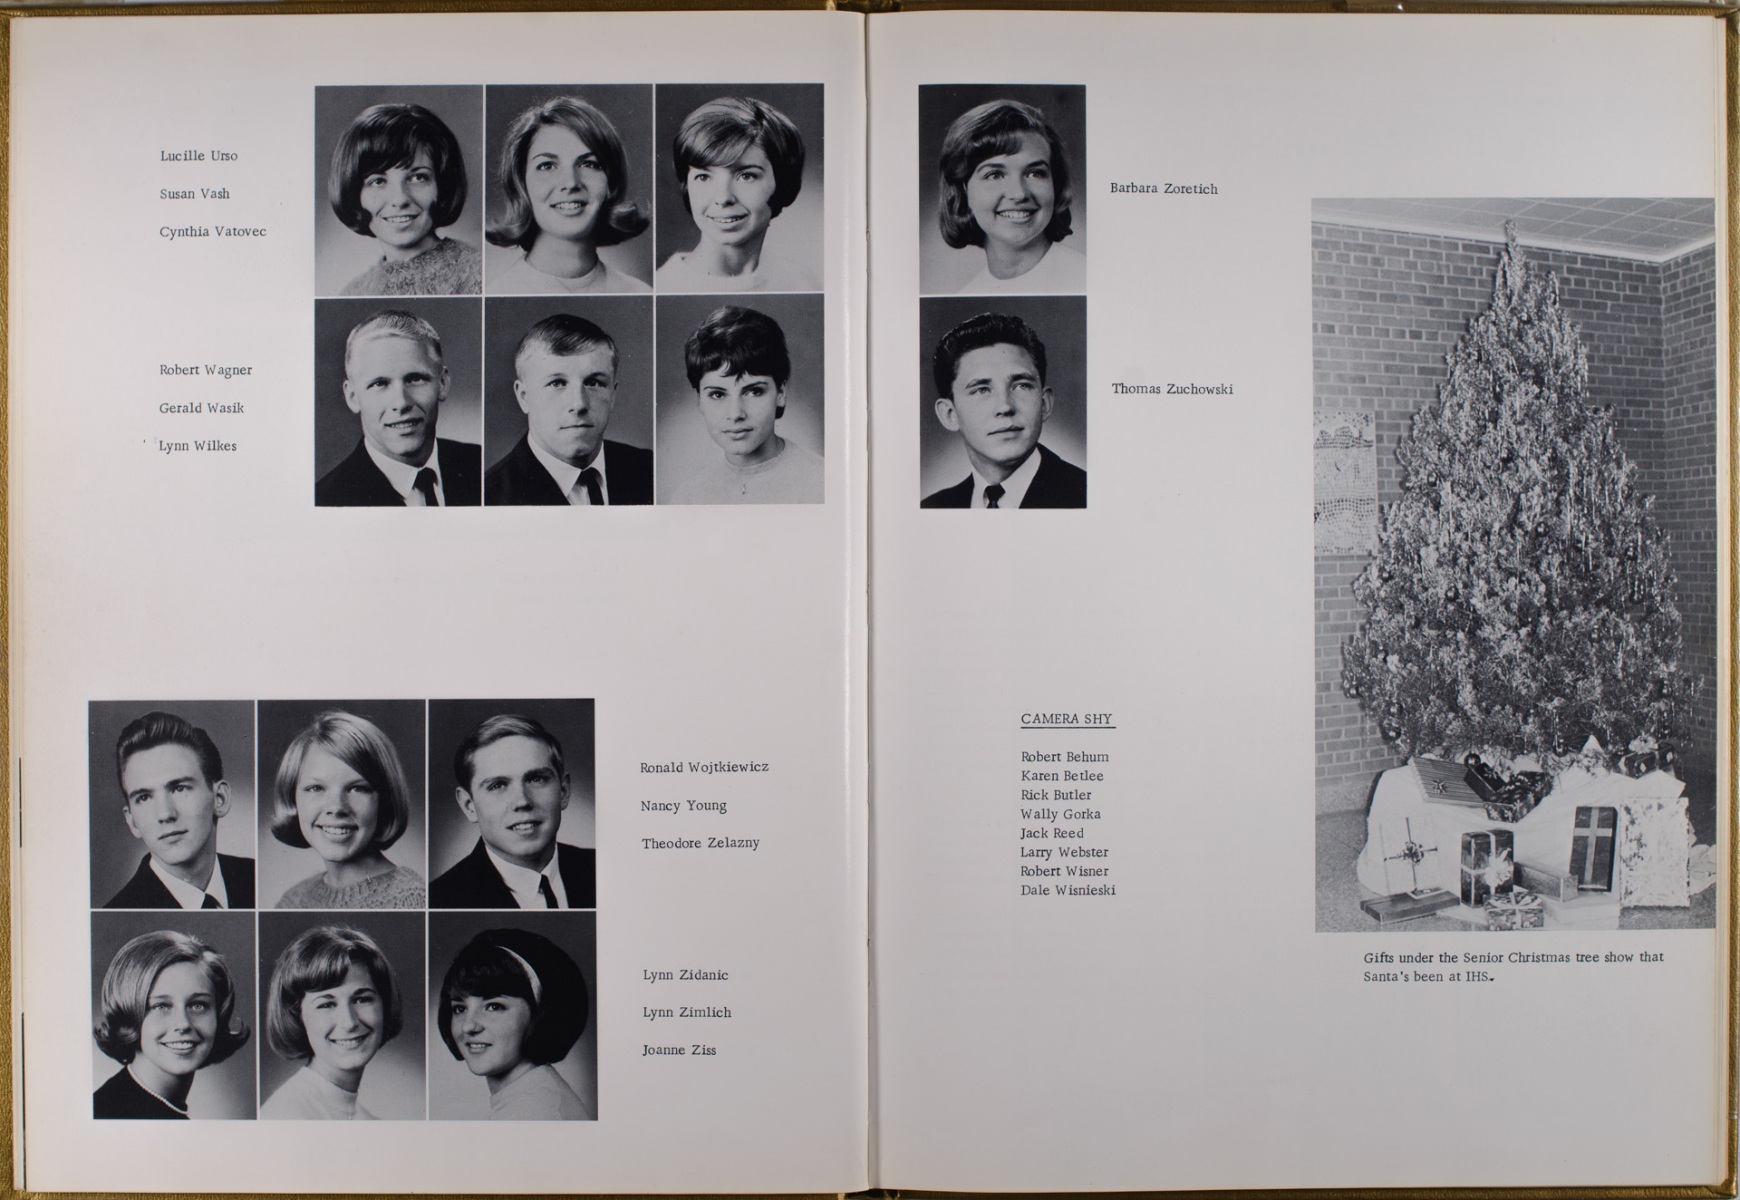 Lucille Urso
Susan Vash
Cynthia Vatovec
Robert Wagner
Gerald Wasik
Lynn Wilkes
Ronald Wojtkiewicz
Nancy Young
Theodore Zelazny
Lynn Zidanic
Lynn Zimlich
Joanne Ziss
Barbara Zoretich
Thomas Zuchowski
CAMERA SHY
Robert Behum
Karen Betlee
Rick Butler
Wally Gorka
Jack Reed
Larry Webster
Robert Wisner
Dale Wisnieski
Gifts under the Senior Christmas tree show that
Santa's been at IHS.